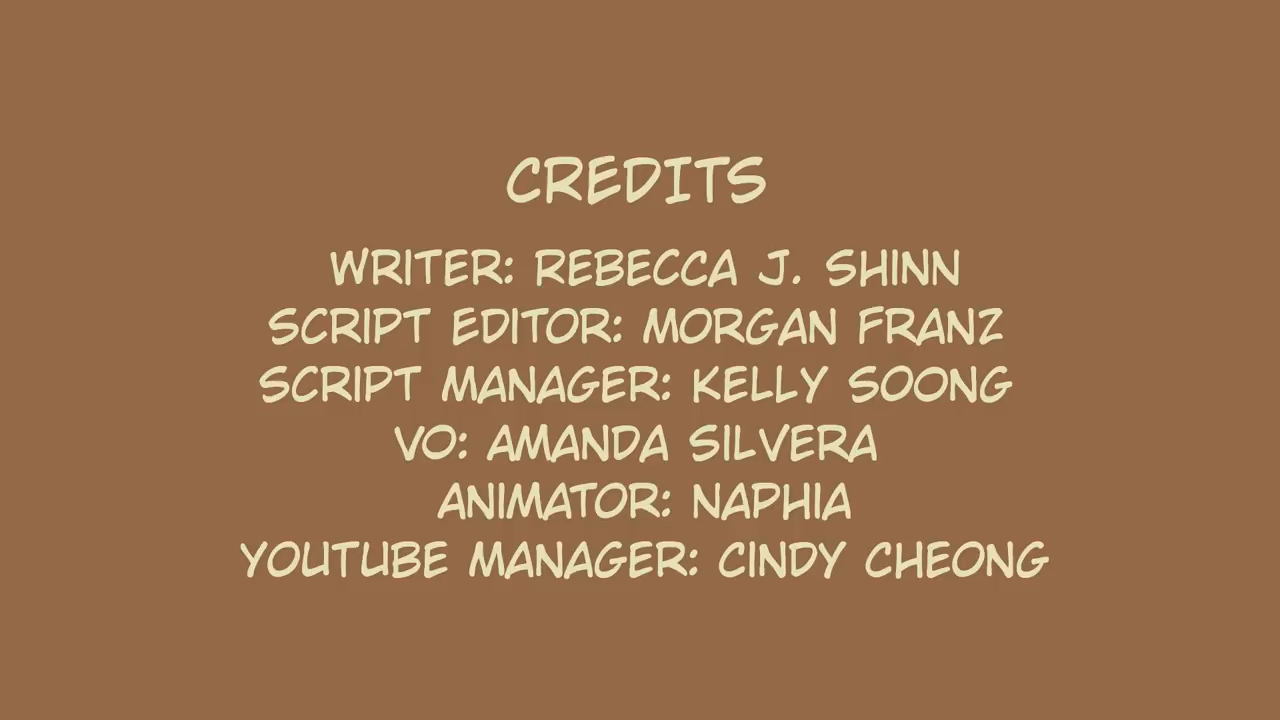 CREDITS
WRITER: REBECCA J. SHINN
SCRIPT EDITOR: MORGAN FRANZ
SCRIPT MANAGER: KELLY SOONG
VO: AMANDA SILVERA
ANIMATOR: NAPHIA
YOUTUBE MANAGER: CINDY CHEONG